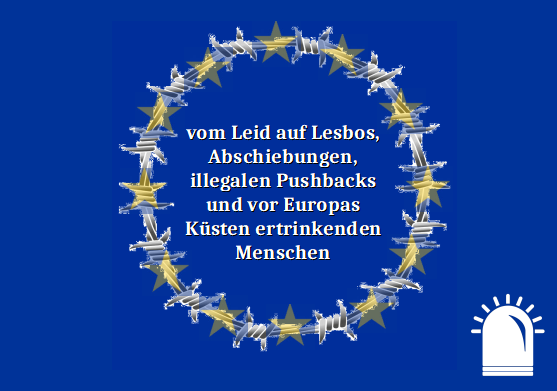 vom Leid auf Lesbos,
Abschiebungen,
illegalen Pushbacks
und vor Europas
Küsten ertrinkenden
Menschen